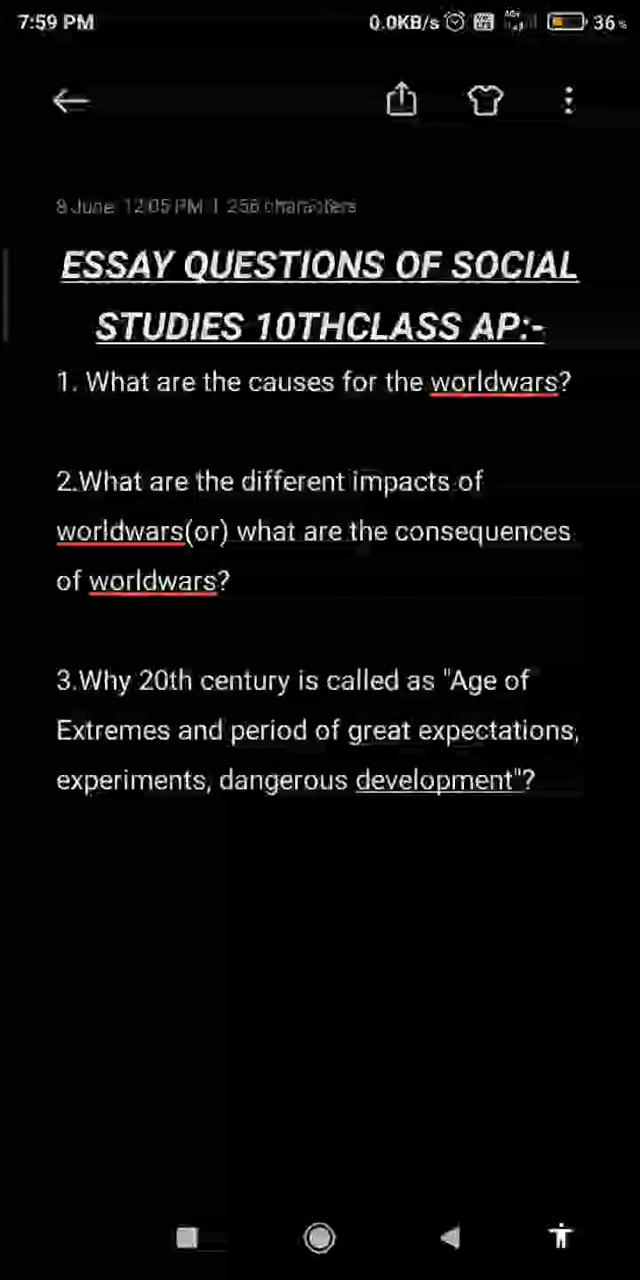 7:59 PM 0.0KB/s 36%
8 June 12:05 PM | 256 characters
ESSAY QUESTIONS OF SOCIAL
STUDIES 10THCLASS AP:-
1. What are the causes for the worldwars?
2.What are the different impacts of
worldwars(or) what are the consequences
of worldwars?
3.Why 20th century is called as "Age of
Extremes and period of great expectations,
experiments, dangerous development"?